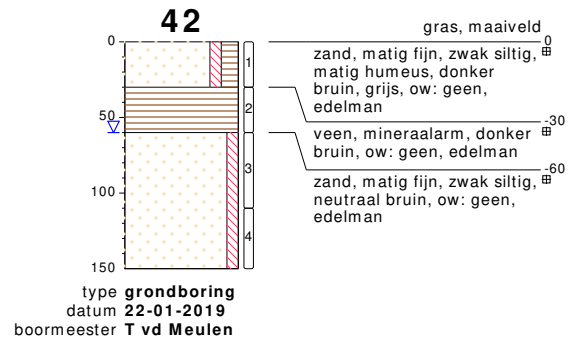 42
gras, maaiveld
0
0
zand, matig fijn, zwak siltig,
matig humeus, donker
bruin, grijs, ow: geen,
edelman
1
2
50
-30
veen, mineraalarm, donker
bruin, ow: geen, edelman
-60
zand, matig fijn, zwak siltig,
neutraal bruin, ow: geen,
edelman
3
100
4
150
type grondboring
datum 22-01-2019
boormeester T vd Meulen